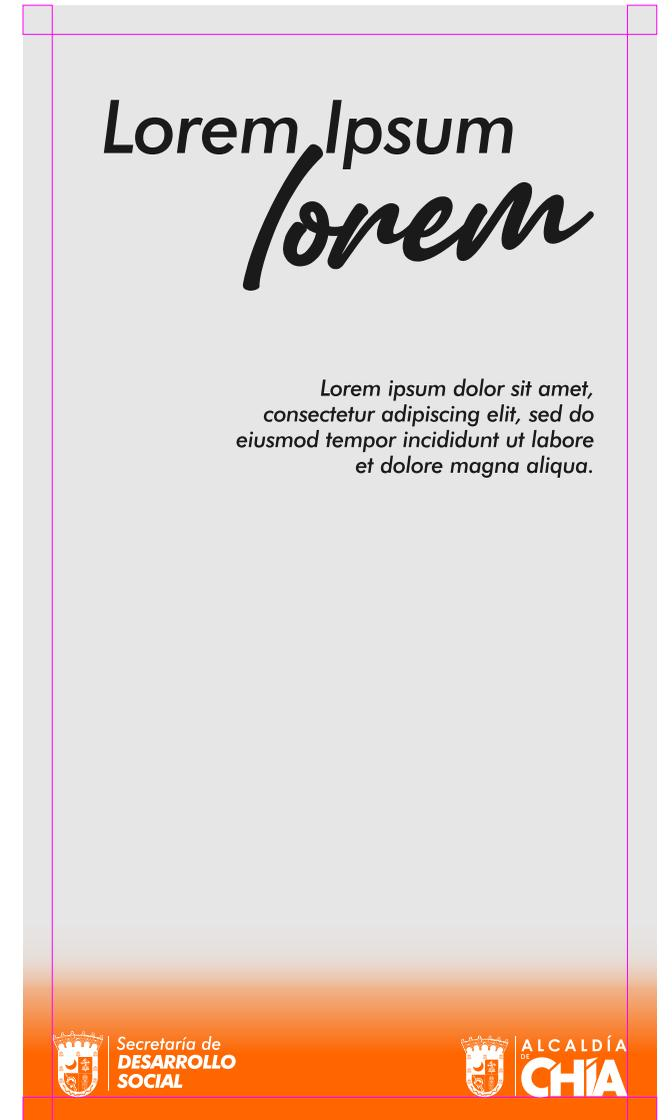 Lorem Ipsum
lorem
Lorem ipsum dolor sit amet,
consectetur adipiscing elit, sed do
eiusmod tempor incididunt ut labore
et dolore magna aliqua.
Secretaría de
DESARROLLO
SOCIAL
ALCALDÍA
DE
CHÍA